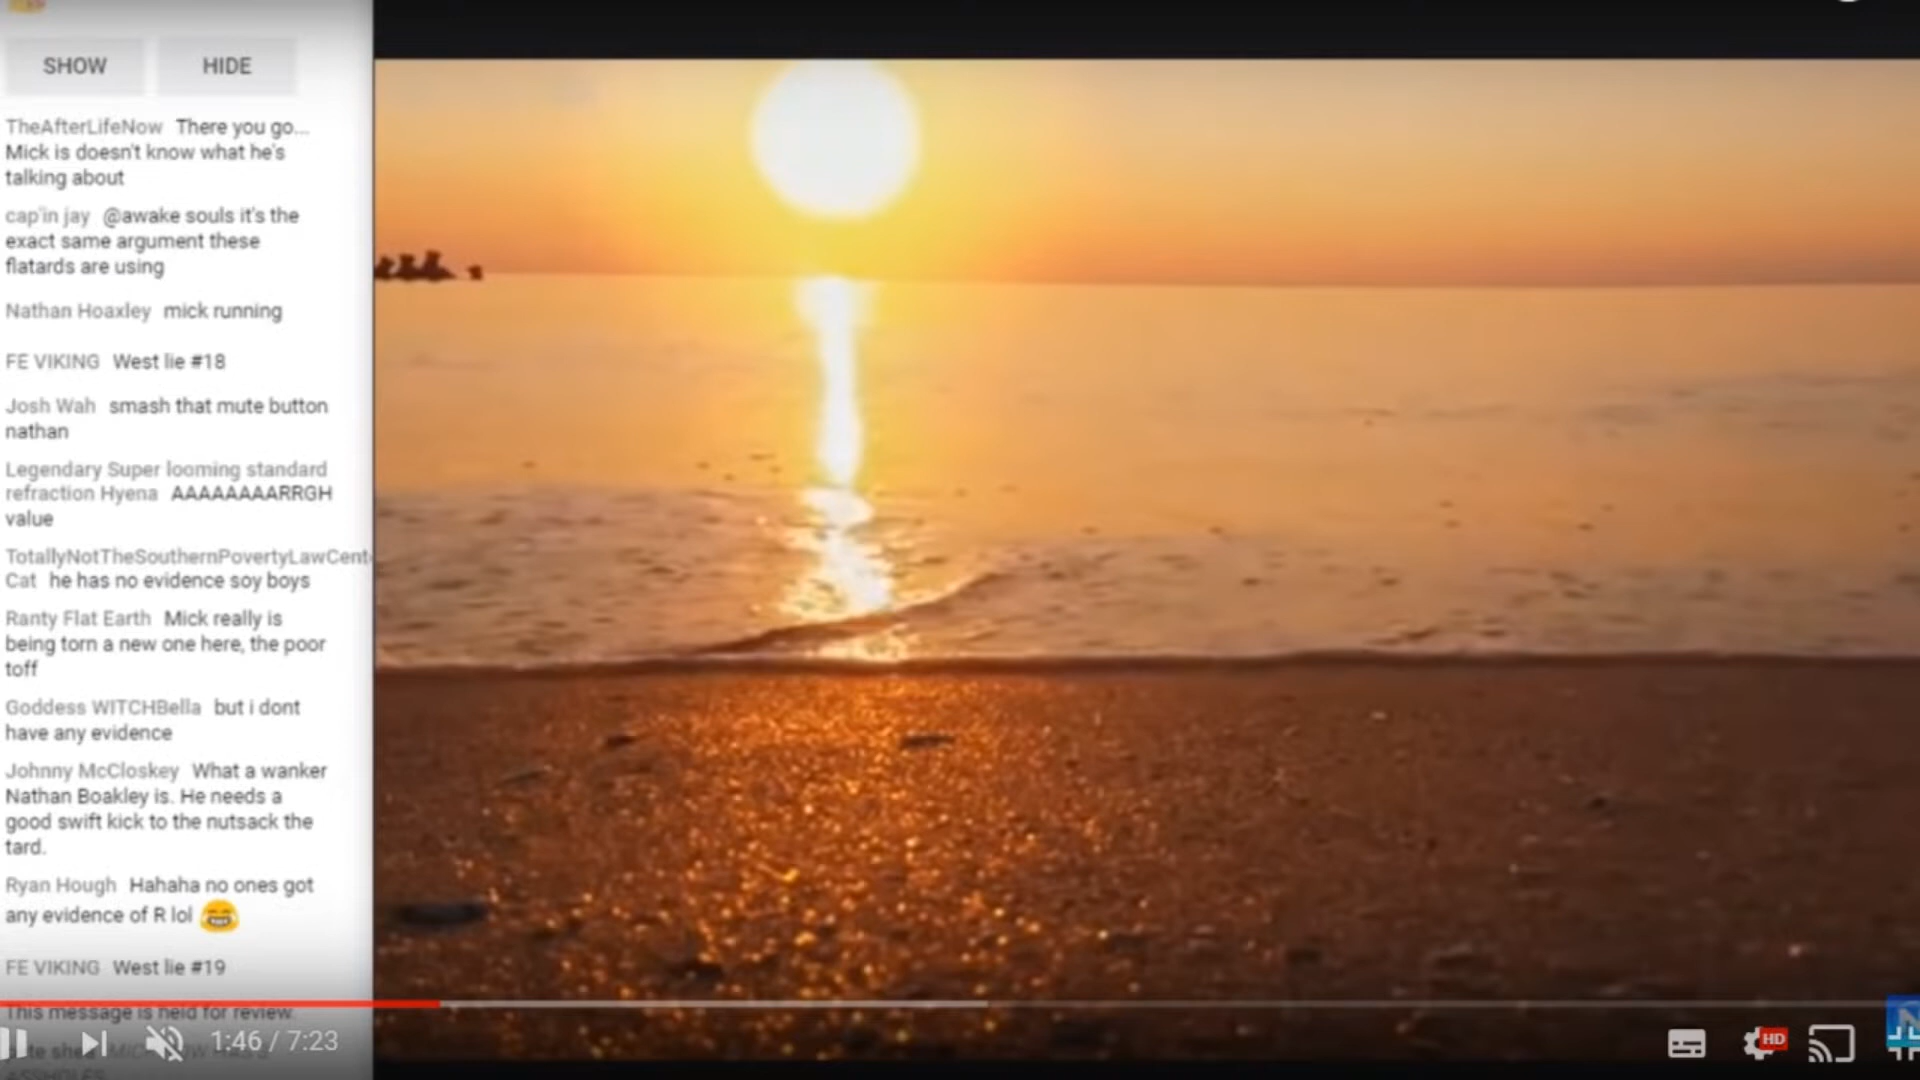 SHOW HIDE
TheAfterLifeNow There you go...
Mick is doesn't know what he's
talking about
cap'in jay @awake souls it's the
exact same argument these
flatards are using
Nathan Hoaxley mick running
FE VIKING West lie #18
Josh Wah smash that mute button
nathan
Legendary Super looming standard
refraction Hyena AAAAAAAARRGH
value
TotallyNotTheSouthernPovertyLawCent
Cat he has no evidence soy boys
Ranty Flat Earth Mick really is
being torn a new one here, the poor
toff
Goddess WITCHBella but i dont
have any evidence
Johnny McCloskey What a wanker
Nathan Boakley is. He needs a
good swift kick to the nutsack the
tard.
Ryan Hough Hahaha no ones got
any evidence of R lol
FE VIKING West lie #19
This message is held for review.
1:46 / 7:23
HD
ASSHOLES